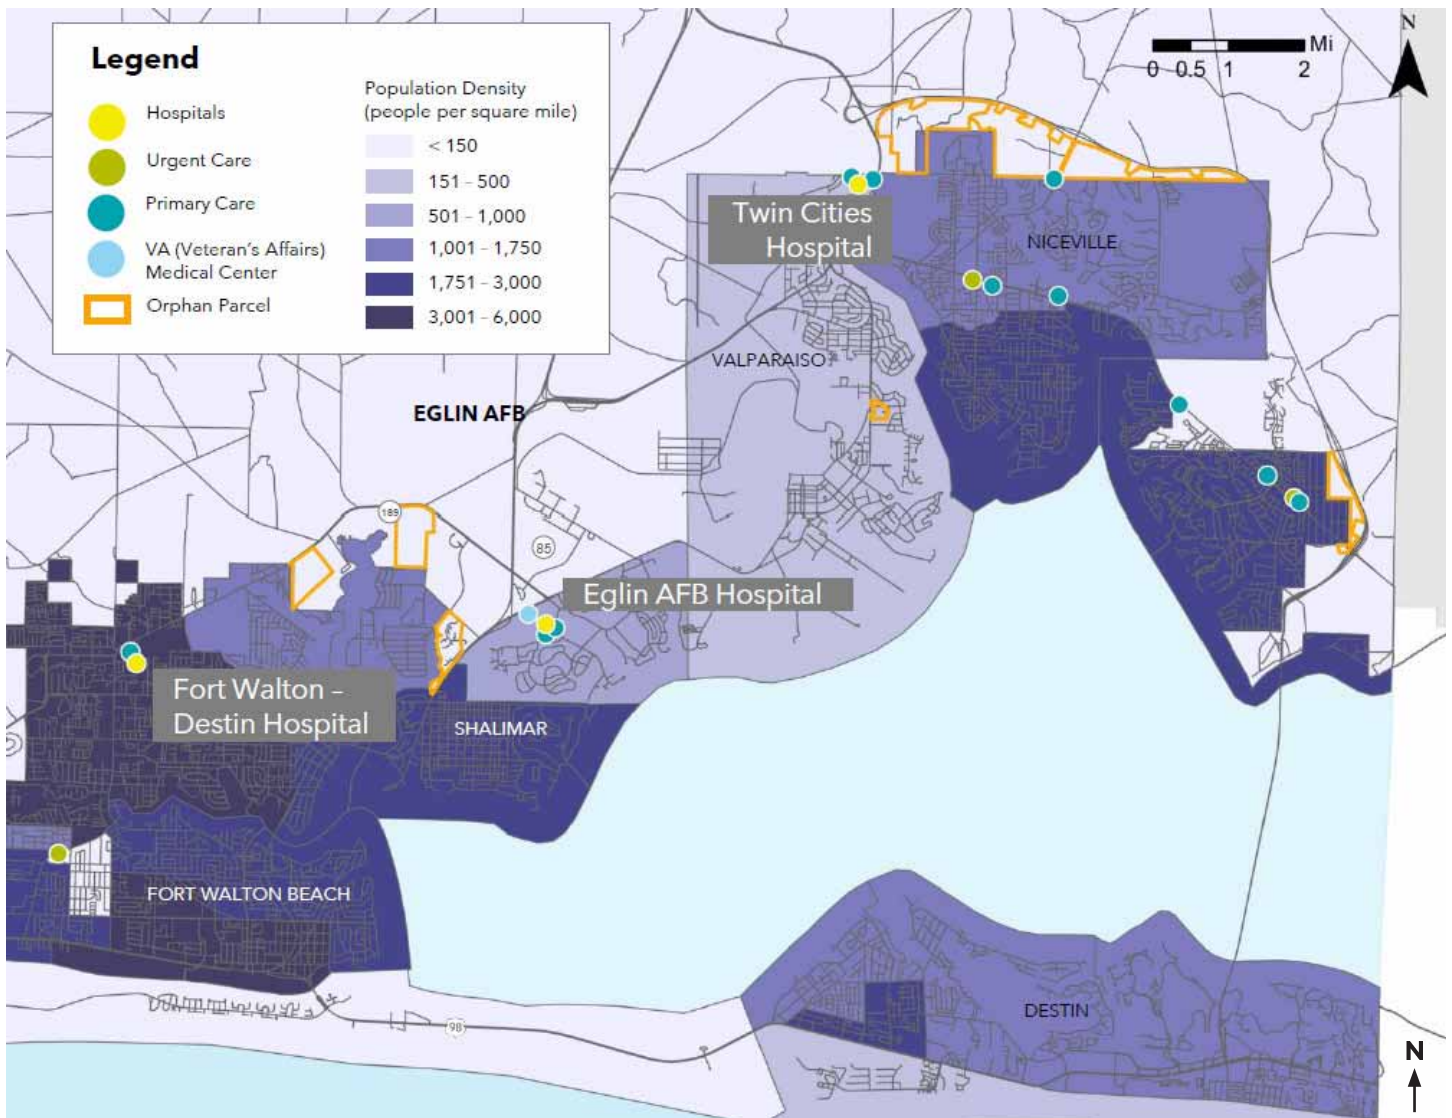 Legend
Hospitals
Urgent Care
Primary Care
VA (Veteran's Affairs)
Medical Center
Orphan Parcel
Population Density
(people per square mile)
< 150
151 – 500
501 – 1,000
1,001 – 1,750
1,751 – 3,000
3,001 – 6,000
N
Mi
0 0.5 1 2
Twin Cities
Hospital
NICEVILLE
VALPARAISO
EGLIN AFB
189
85
Eglin AFB Hospital
Fort Walton –
Destin Hospital
SHALIMAR
FORT WALTON BEACH
DESTIN
98
N